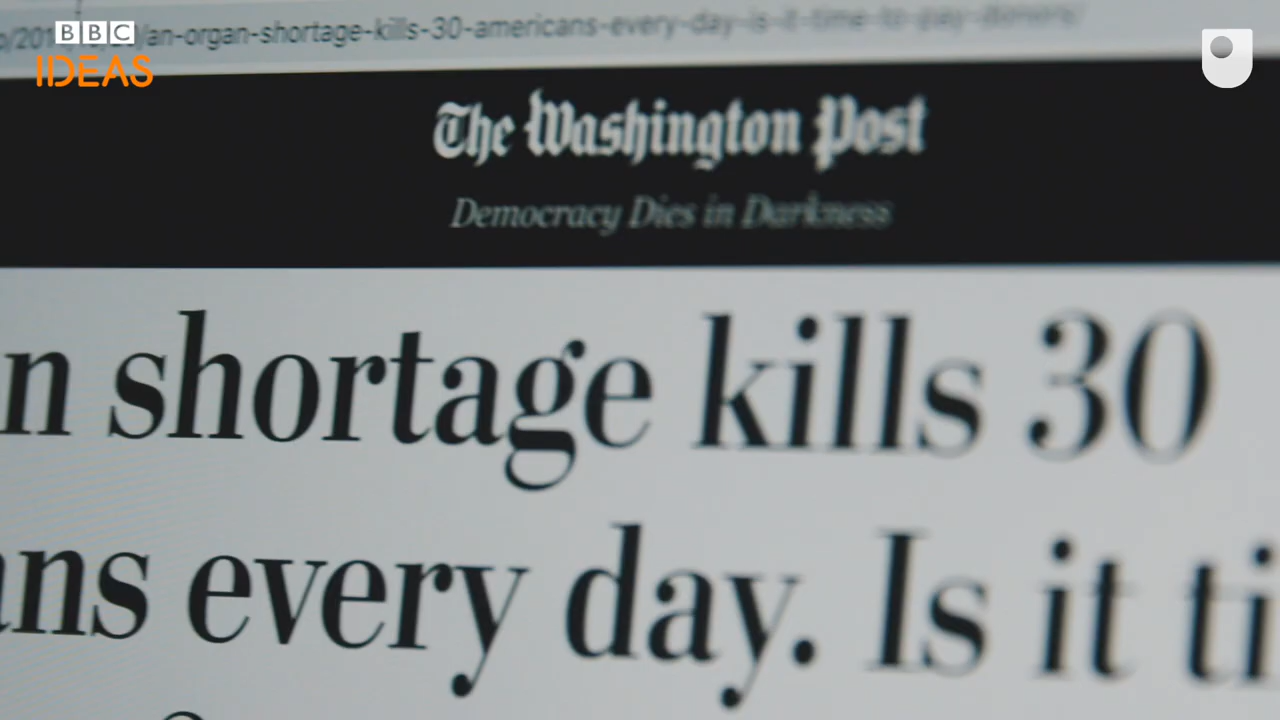 BBC
IDEAS
/an-organ-shortage-kills-30-americans-every-day-is-it-time-to-pay-donors/
The Washington Post
Democracy Dies in Darkness
n shortage kills 30
ans every day. Is it ti